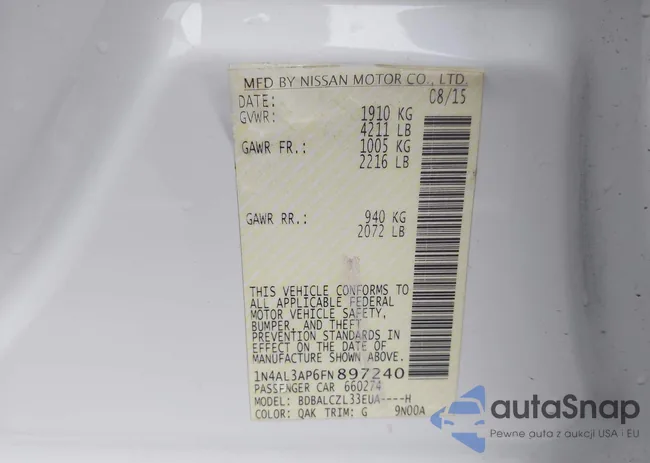 MFD BY NISSAN MOTOR CO., LTD.
DATE: 08/15
GVWR: 1910 KG
4211 LB
GAWR FR.: 1005 KG
2216 LB
GAWR RR.: 940 KG
2072 LB
THIS VEHICLE CONFORMS TO
ALL APPLICABLE FEDERAL
MOTOR VEHICLE SAFETY,
BUMPER, AND THEFT
PREVENTION STANDARDS IN
EFFECT ON THE DATE OF
MANUFACTURE SHOWN ABOVE.
1N4AL3AP6FN897240
PASSENGER CAR 660274
MODEL: BDBALCZL33EUA----H
COLOR: QAK TRIM: G 9N00A
autoSnap
Pewne auta z aukcji USA i EU